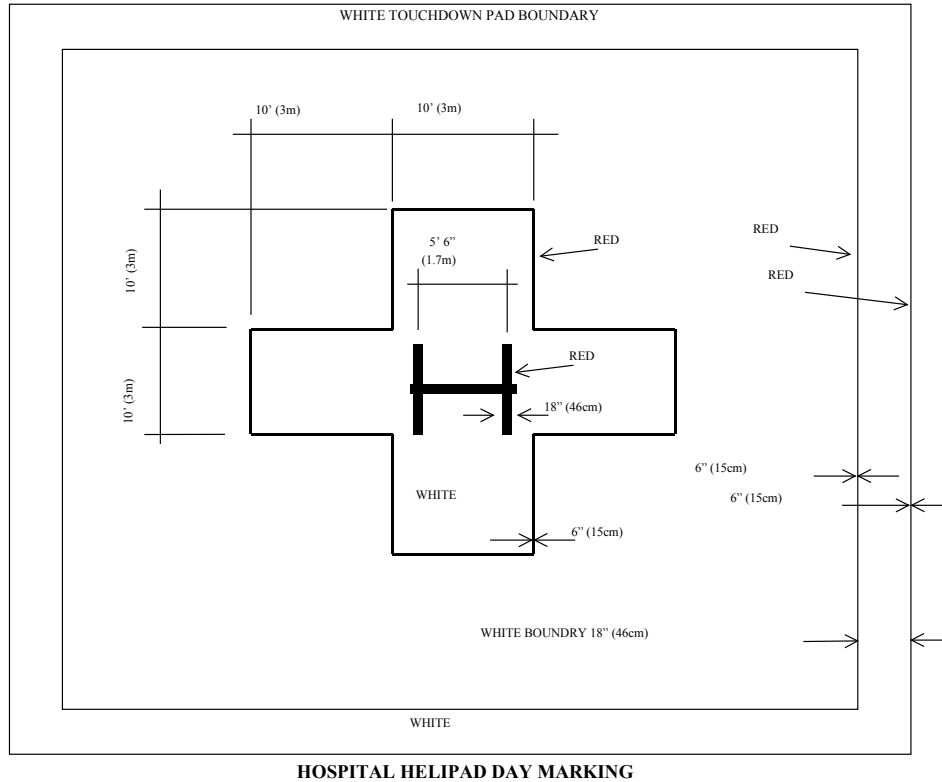 WHITE TOUCHDOWN PAD BOUNDARY
10’ (3m)
10’ (3m)
10’ (3m)
10’ (3m)
5’ 6”
(1.7m)
RED
RED
RED
RED
18” (46cm)
WHITE
6” (15cm)
6” (15cm)
6” (15cm)
WHITE BOUNDRY 18” (46cm)
WHITE
HOSPITAL HELIPAD DAY MARKING